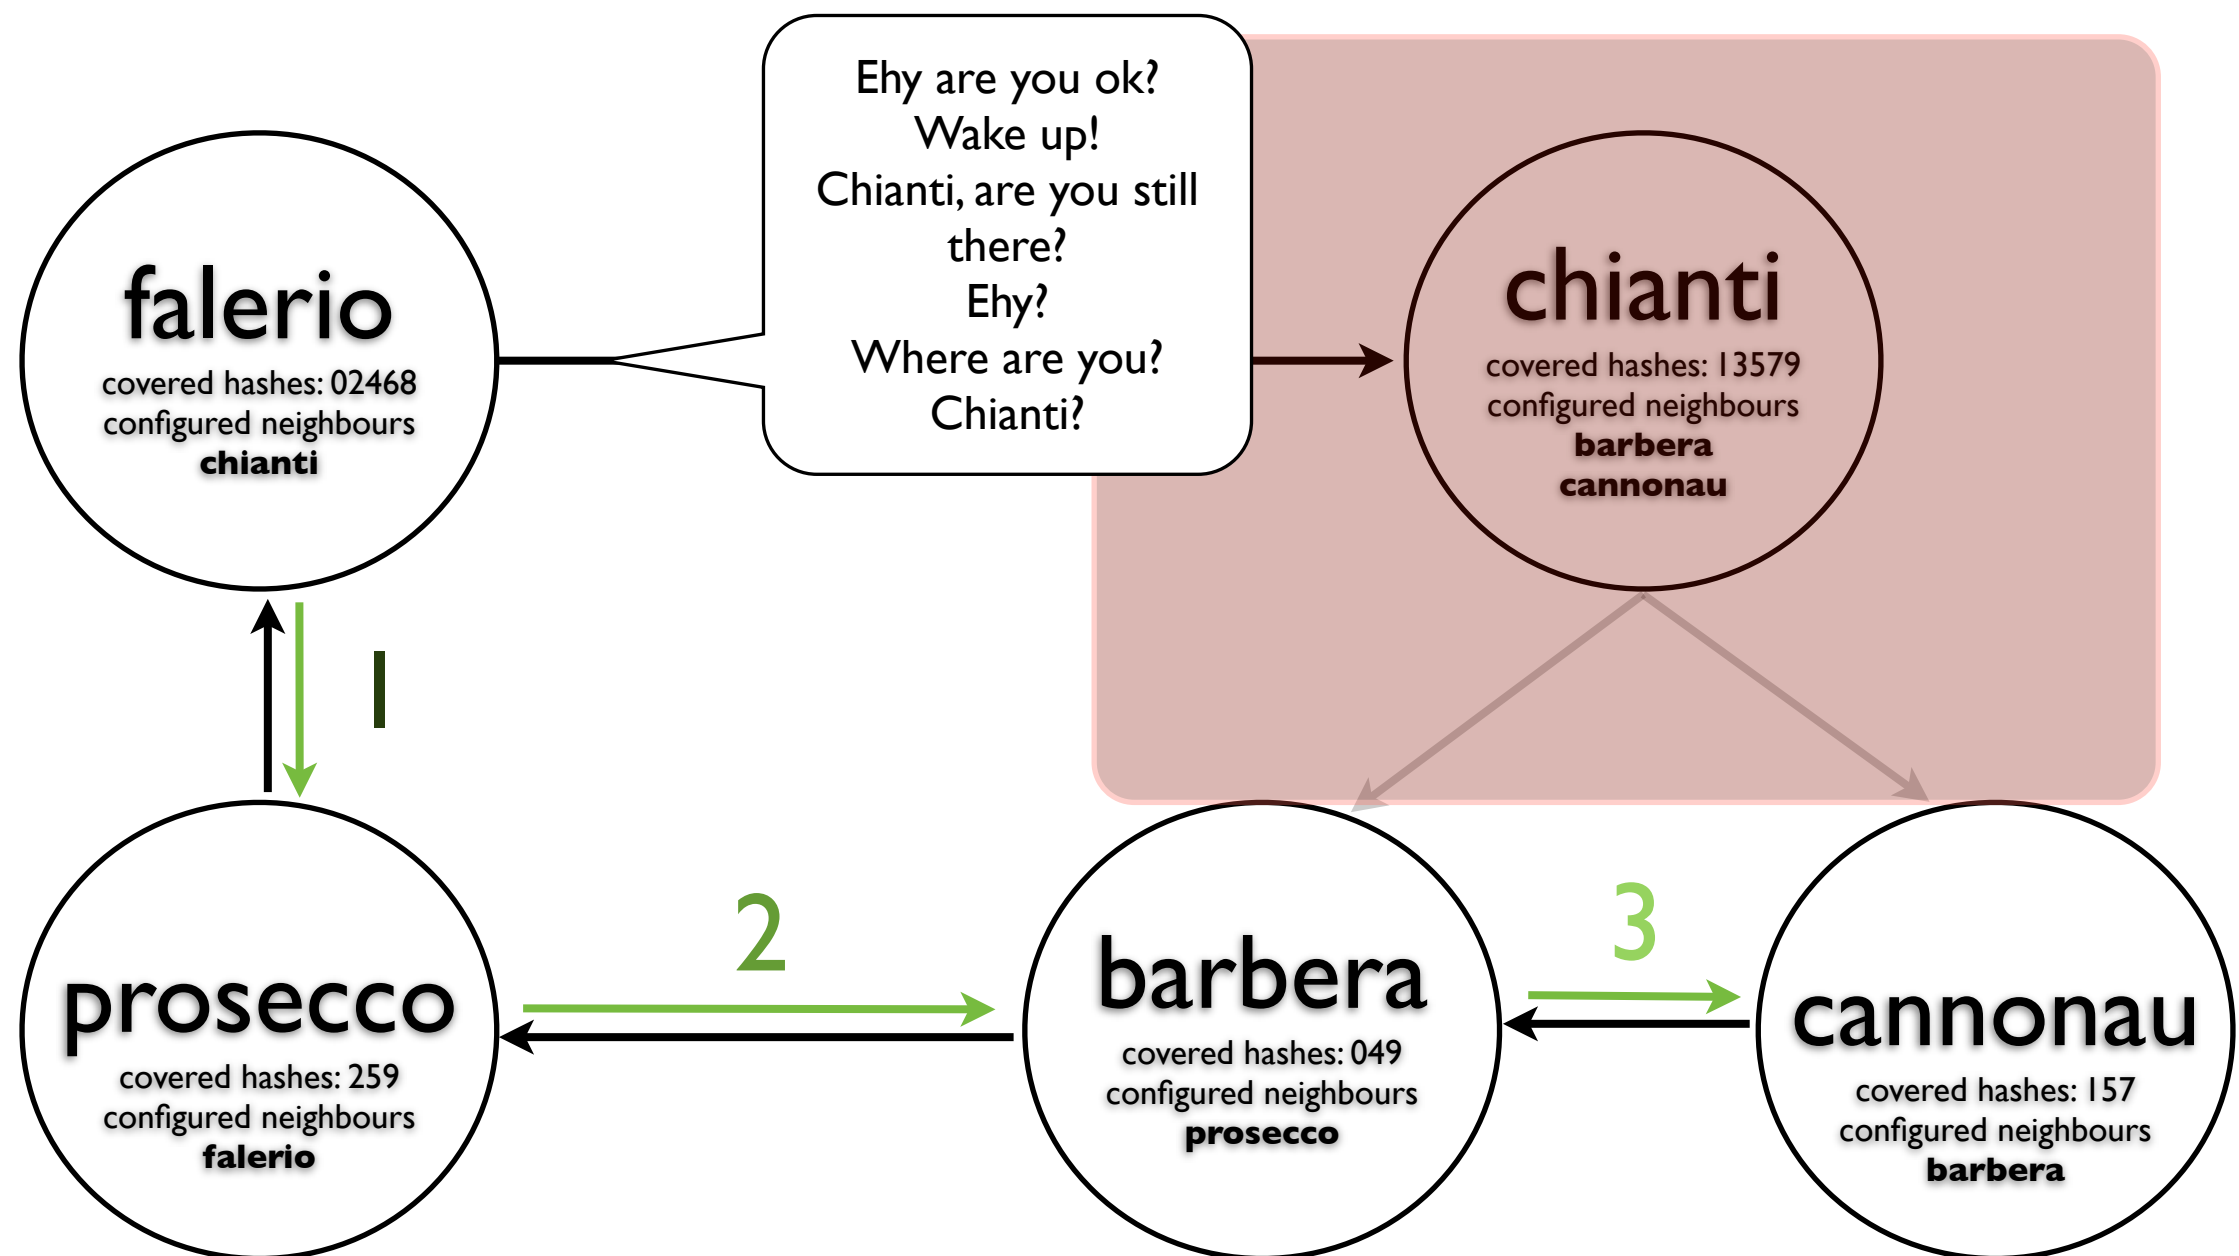 Ehy are you ok?
Wake up!
Chianti, are you still
there?
Ehy?
Where are you?
Chianti?
falerio
covered hashes: 02468
configured neighbours
chianti
chianti
covered hashes: 13579
configured neighbours
barbera
cannonau
1
2
3
prosecco
covered hashes: 259
configured neighbours
falerio
barbera
covered hashes: 049
configured neighbours
prosecco
cannonau
covered hashes: 157
configured neighbours
barbera